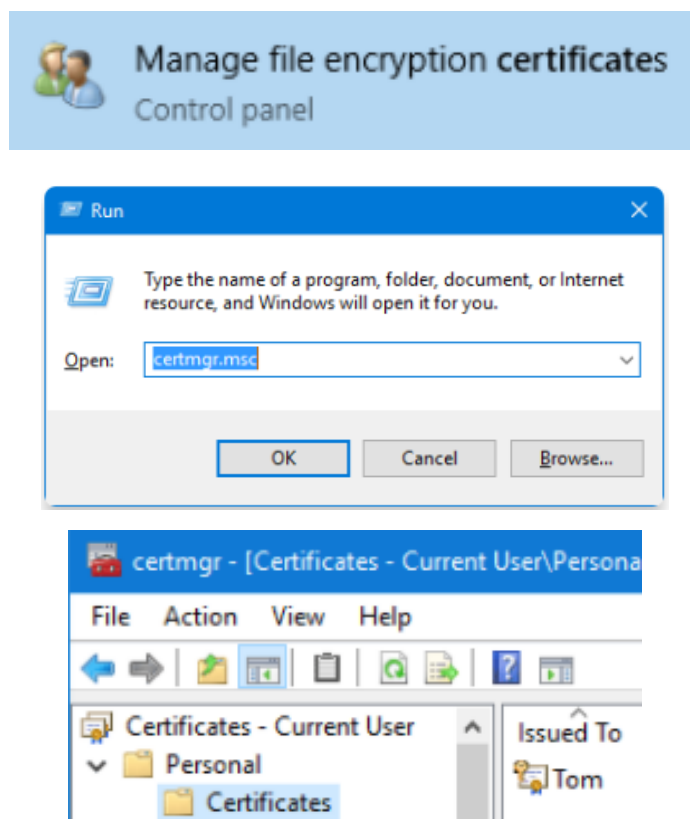 Manage file encryption certificates
Control panel
Run
Type the name of a program, folder, document, or Internet
resource, and Windows will open it for you.
Open: certmgr.msc
OK Cancel Browse...
certmgr - [Certificates - Current User\Persona
File Action View Help
Certificates - Current User Issued To
Personal Tom
Certificates